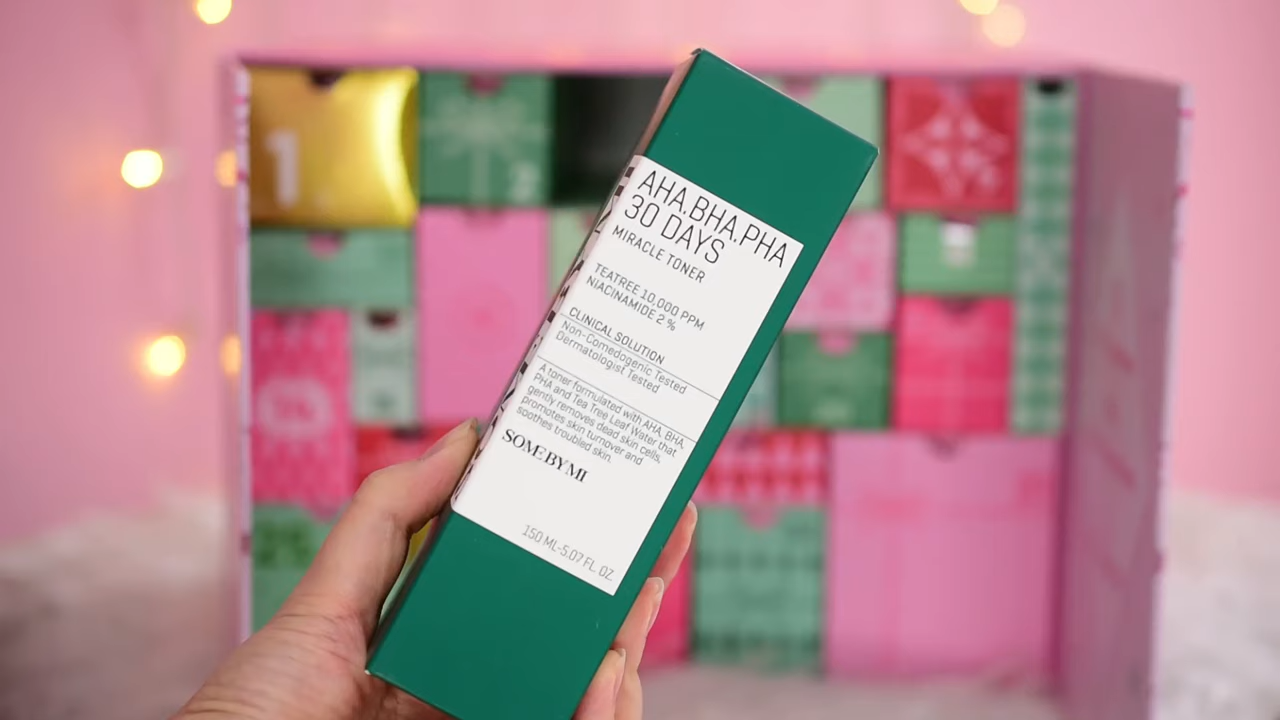 AHA.BHA.PHA
30 DAYS
MIRACLE TONER
TEATREE 10,000 PPM
NIACINAMIDE 2 %
CLINICAL SOLUTION
Non-Comedogenic Tested
Dermatologist Tested
A toner formulated with AHA, BHA,
PHA and Tea Tree Leaf Water that
gently removes dead skin cells,
promotes skin turnover and
soothes troubled skin.
SOME BY MI
150 ML-5.07 FL. OZ.
1
2